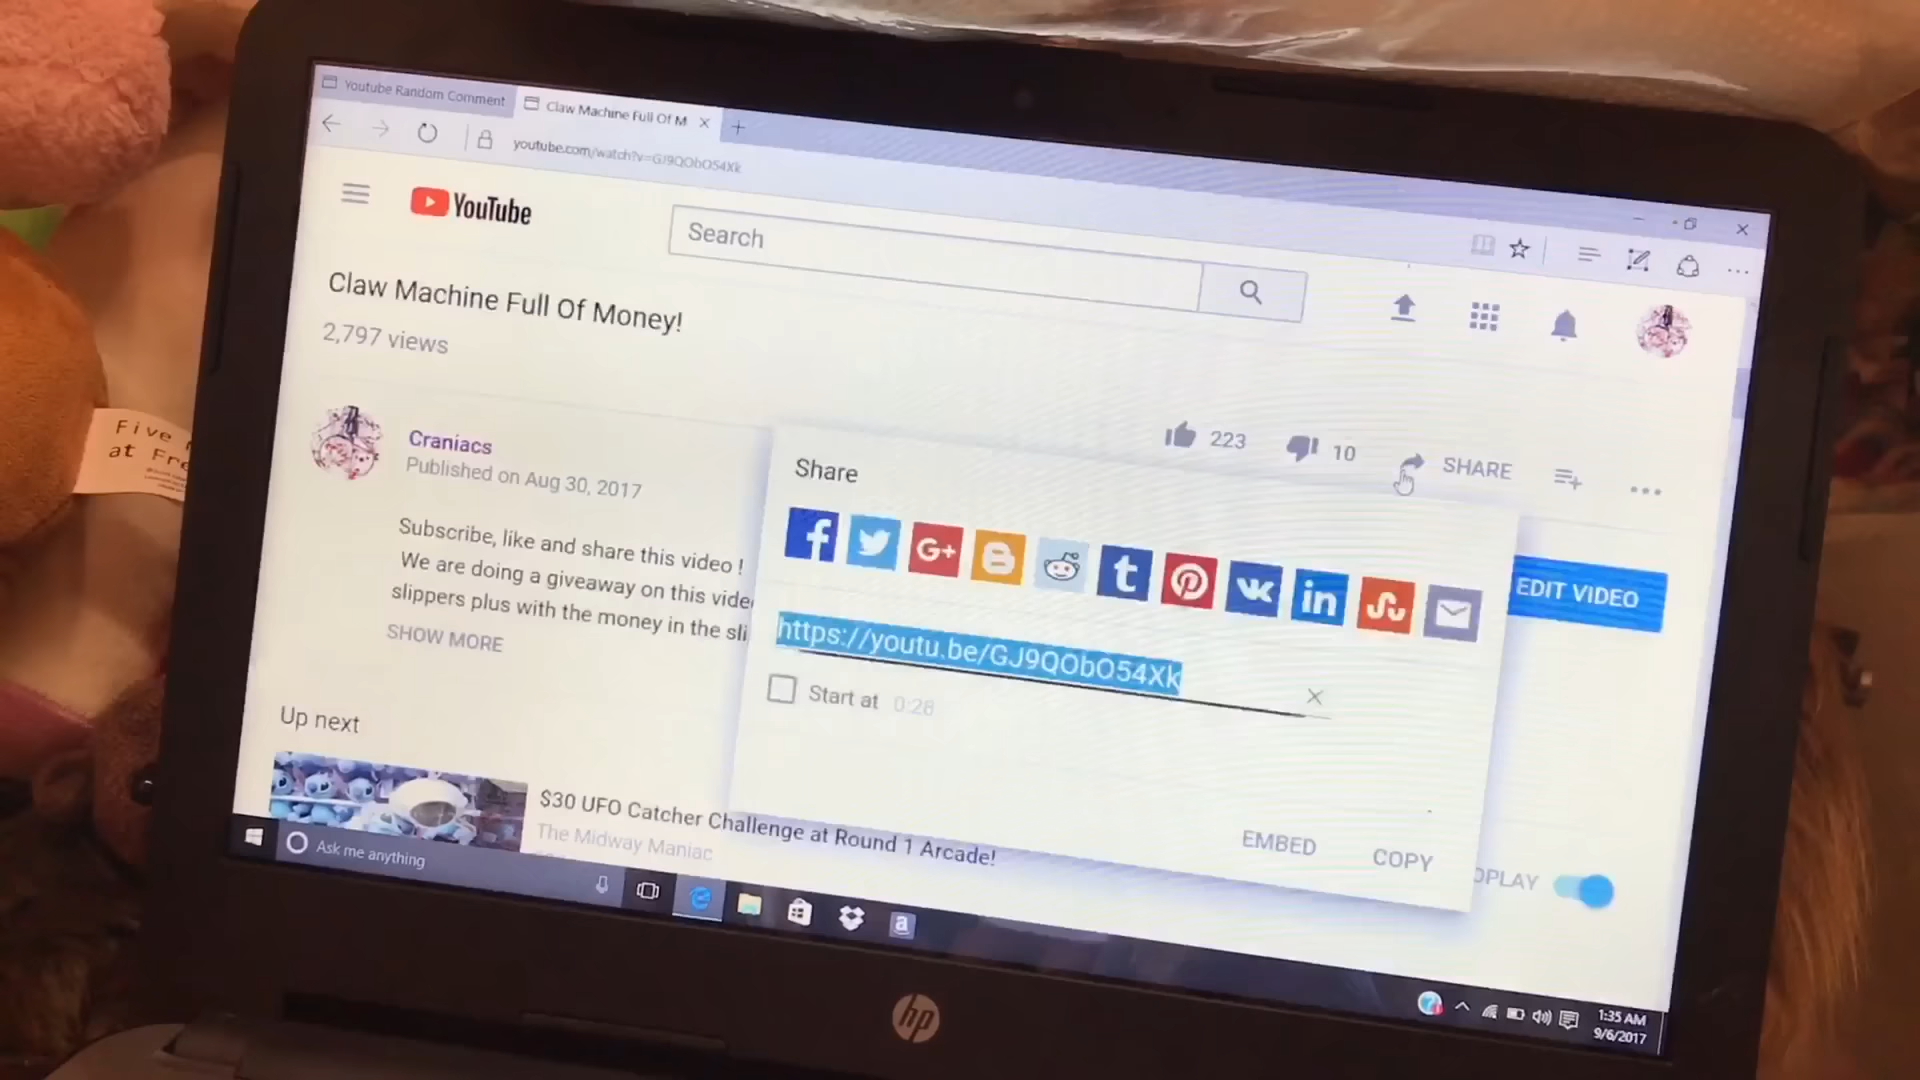 Youtube Random Comment
Claw Machine Full Of M
youtube.com/watch?v=GJ9QObO54Xk
YouTube
Search
Claw Machine Full Of Money!
2,797 views
223
10
SHARE
Craniacs
Published on Aug 30, 2017
Subscribe, like and share this video !
We are doing a giveaway on this vide
slippers plus with the money in the sli
SHOW MORE
Share
EDIT VIDEO
https://youtu.be/GJ9QObO54Xk
Start at 0:28
EMBED
COPY
Up next
$30 UFO Catcher Challenge at Round 1 Arcade!
The Midway Maniac
OPLAY
Ask me anything
1:35 AM
9/6/2017
hp
Five
at Fre